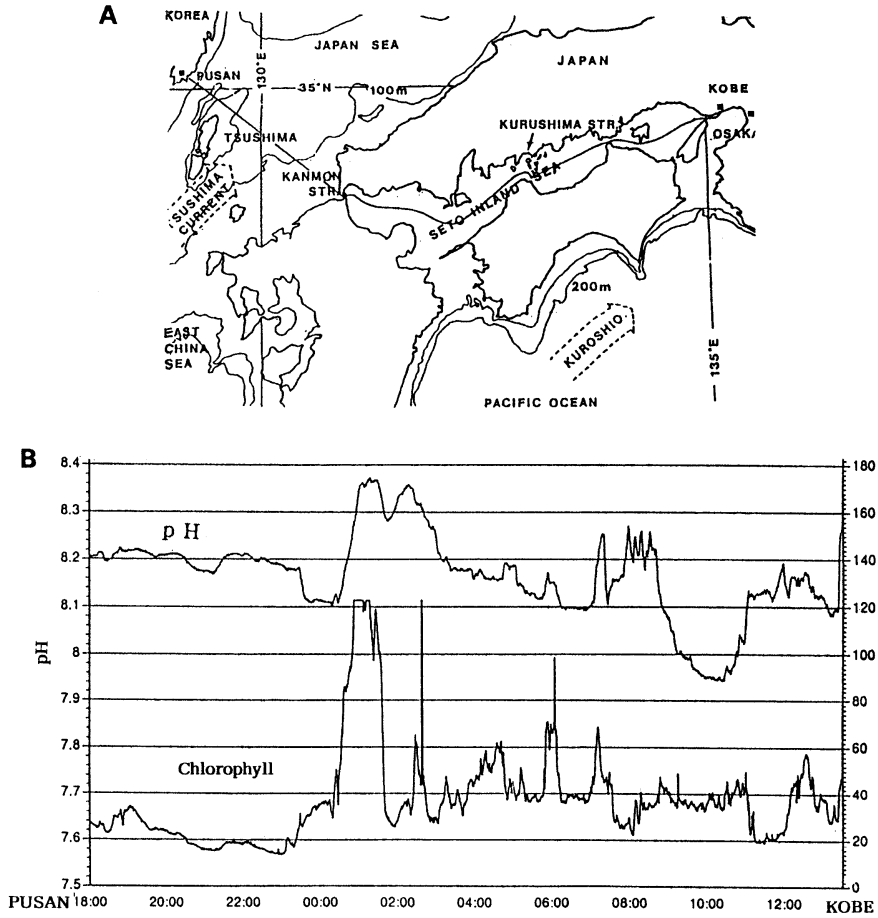 A
KOREA
JAPAN SEA
JAPAN
PUSAN
130°E
35°N
100m
KOBE
TSUSHIMA
KURUSHIMA STR.
OSAKA
KANMON
STR.
SUSHIMA
CURRENT
SETO INLAND SEA
200m
EAST
CHINA
SEA
KUROSHIO
135°E
PACIFIC OCEAN
B
8.4
8.3
8.2
8.1
8
7.9
7.8
7.7
7.6
7.5
pH
pH
Chlorophyll
180
160
140
120
100
80
60
40
20
0
PUSAN 18:00 20:00 22:00 00:00 02:00 04:00 06:00 08:00 10:00 12:00 KOBE